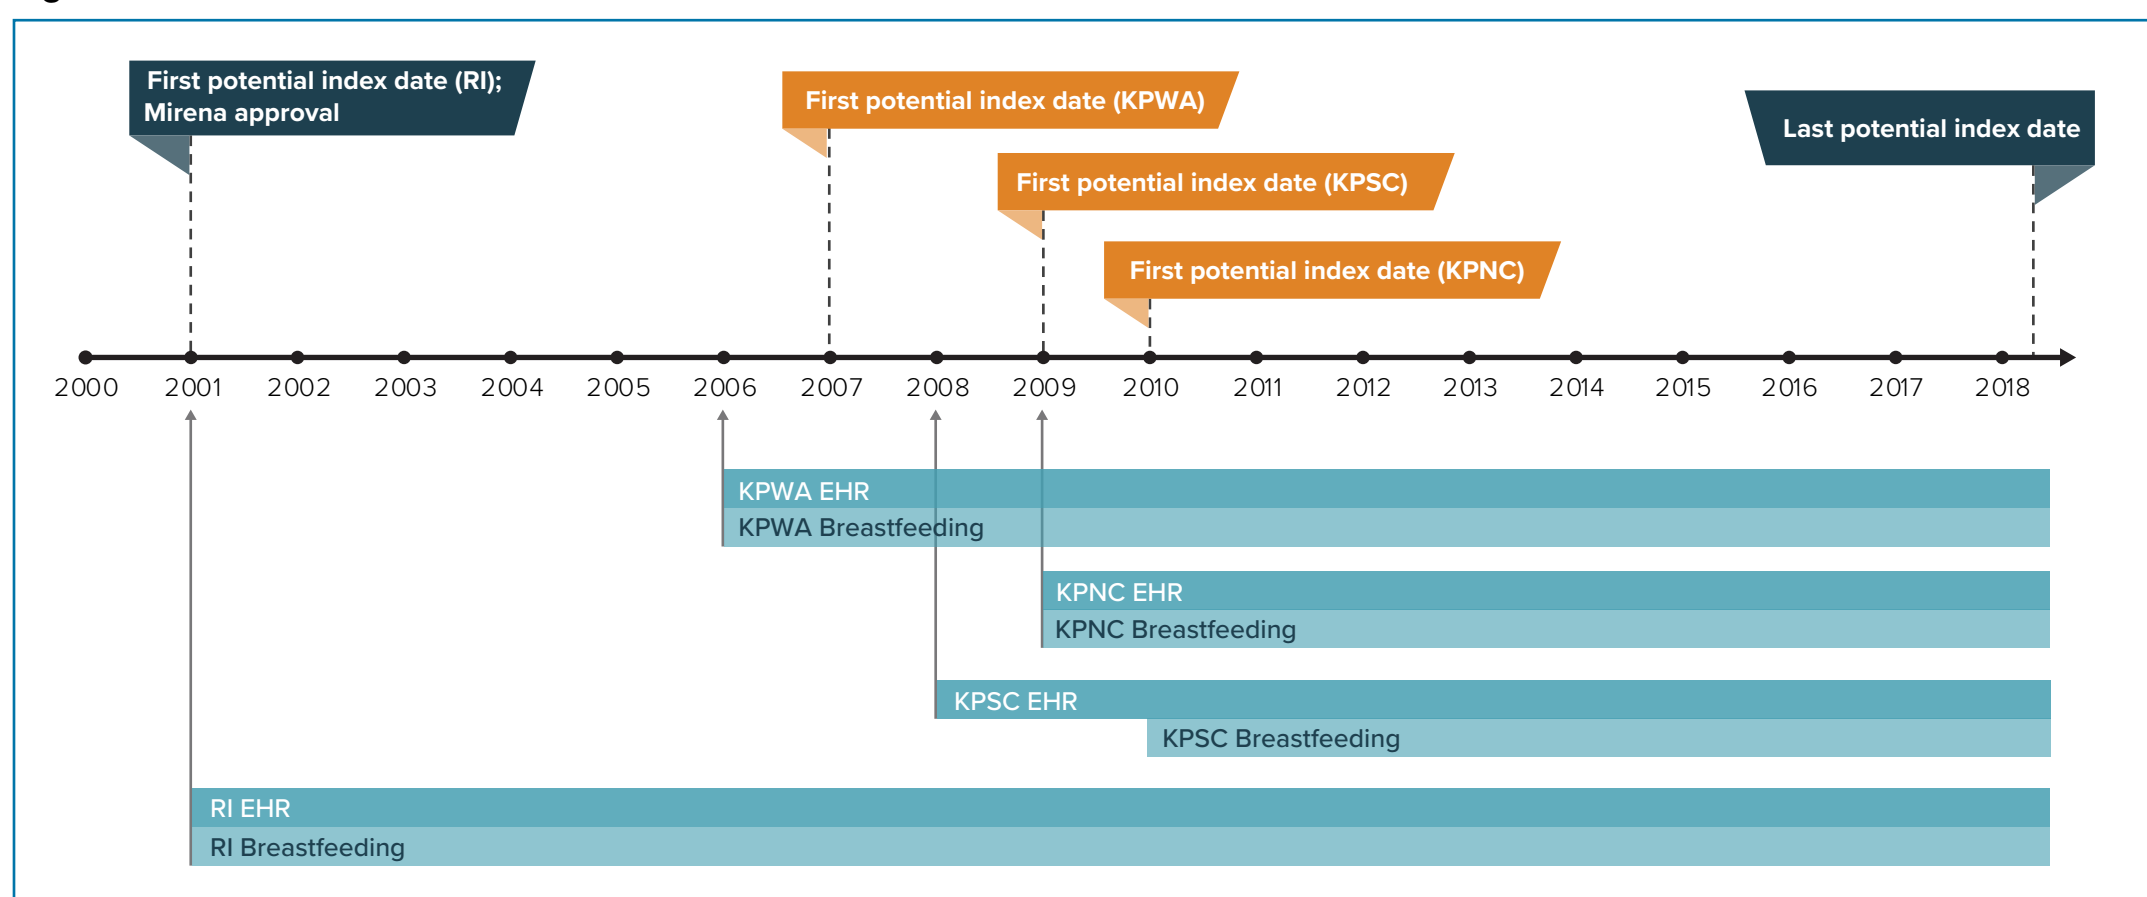 First potential index date (RI);
Mirena approval
First potential index date (KPWA)
Last potential index date
First potential index date (KPSC)
First potential index date (KPNC)
2000 2001 2002 2003 2004 2005 2006 2007 2008 2009 2010 2011 2012 2013 2014 2015 2016 2017 2018
KPWA EHR
KPWA Breastfeeding
KPNC EHR
KPNC Breastfeeding
KPSC EHR
KPSC Breastfeeding
RI EHR
RI Breastfeeding